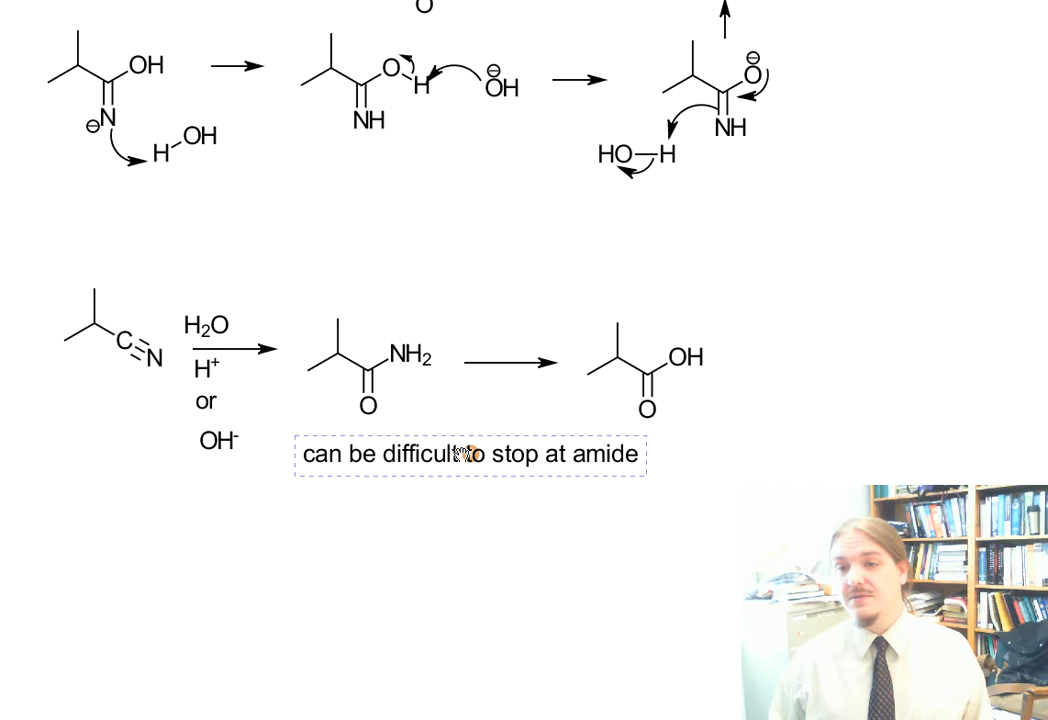 O
OH
N
⊖
H
OH
O
H
NH
⊖
OH
⊖
O
NH
HO
H
C
N
H₂O
H⁺
or
OH⁻
NH₂
O
OH
O
can be difficult to stop at amide